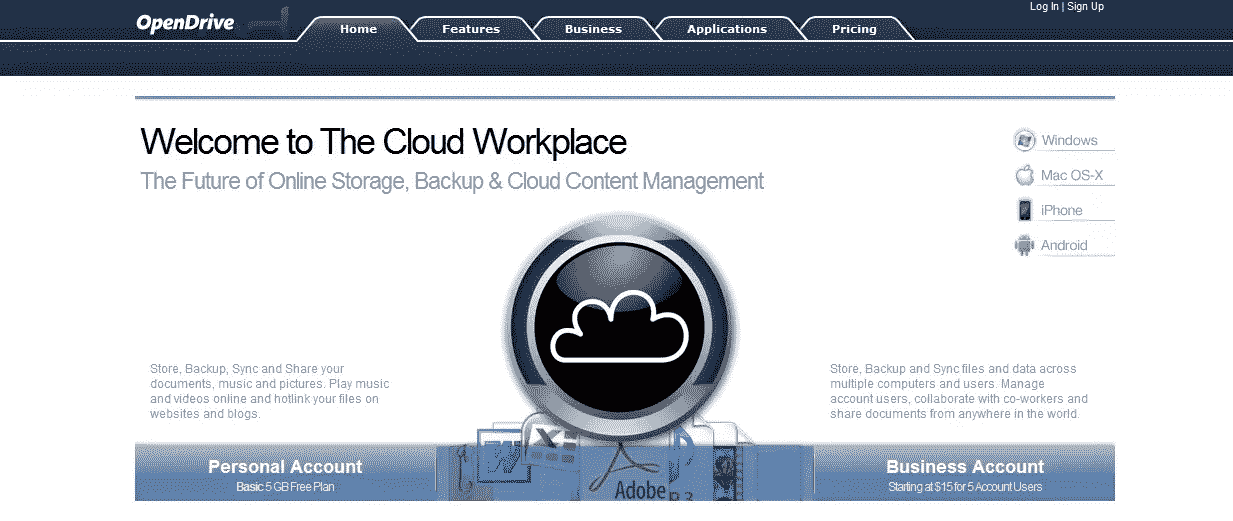 Log In | Sign Up
OpenDrive
Home
Features
Business
Applications
Pricing
Welcome to The Cloud Workplace
The Future of Online Storage, Backup & Cloud Content Management
Windows
Mac OS-X
iPhone
Android
Store, Backup, Sync and Share your
documents, music and pictures. Play music
and videos online and hotlink your files on
websites and blogs.
Store, Backup and Sync files and data across
multiple computers and users. Manage
account users, collaborate with co-workers and
share documents from anywhere in the world.
Personal Account
Basic 5 GB Free Plan
Adobe
Business Account
Starting at $15 for 5 Account Users